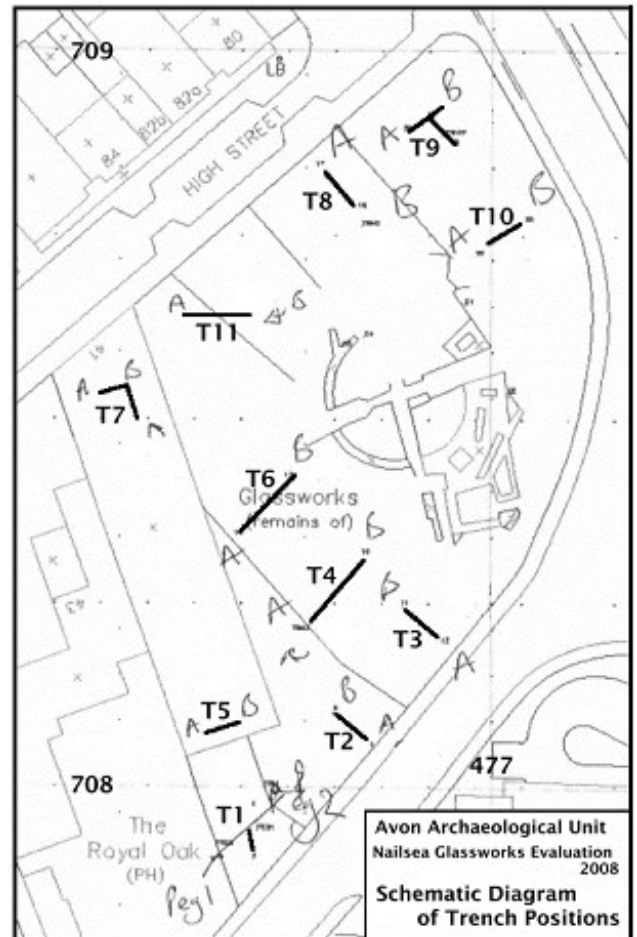 709
80
LB
82a
82b
84
HIGH STREET
B
A
T9
A
T8
B
B
T10
A
A
T11
B
A
B
T7
B
T6
Glassworks
(remains of)
A
B
T4
B
A
T3
A
43
B
T5
A
B
T2
A
708
477
T1
The
Royal Oak
(PH)
Peg 1
Peg 2
Avon Archaeological Unit
Nailsea Glassworks Evaluation
2008
Schematic Diagram
of Trench Positions